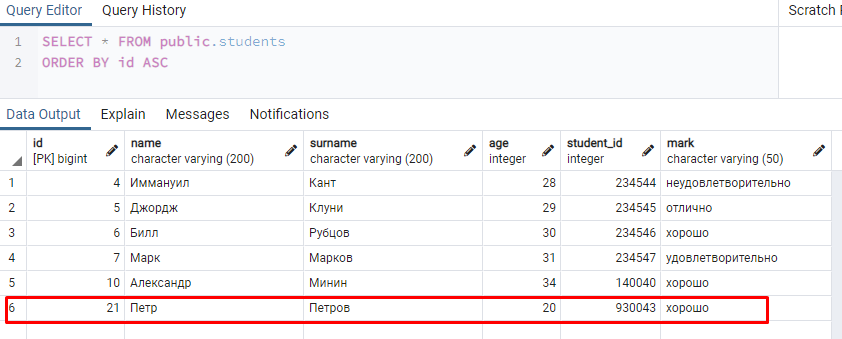 Query Editor Query History Scratch
1 SELECT * FROM public.students
2 ORDER BY id ASC
Data Output Explain Messages Notifications
id name surname age student_id mark
[PK] bigint character varying (200) character varying (200) integer integer character varying (50)
1 4 Иммануил Кант 28 234544 неудовлетворительно
2 5 Джордж Клуни 29 234545 отлично
3 6 Билл Рубцов 30 234546 хорошо
4 7 Марк Марков 31 234547 удовлетворительно
5 10 Александр Минин 34 140040 хорошо
6 21 Петр Петров 20 930043 хорошо